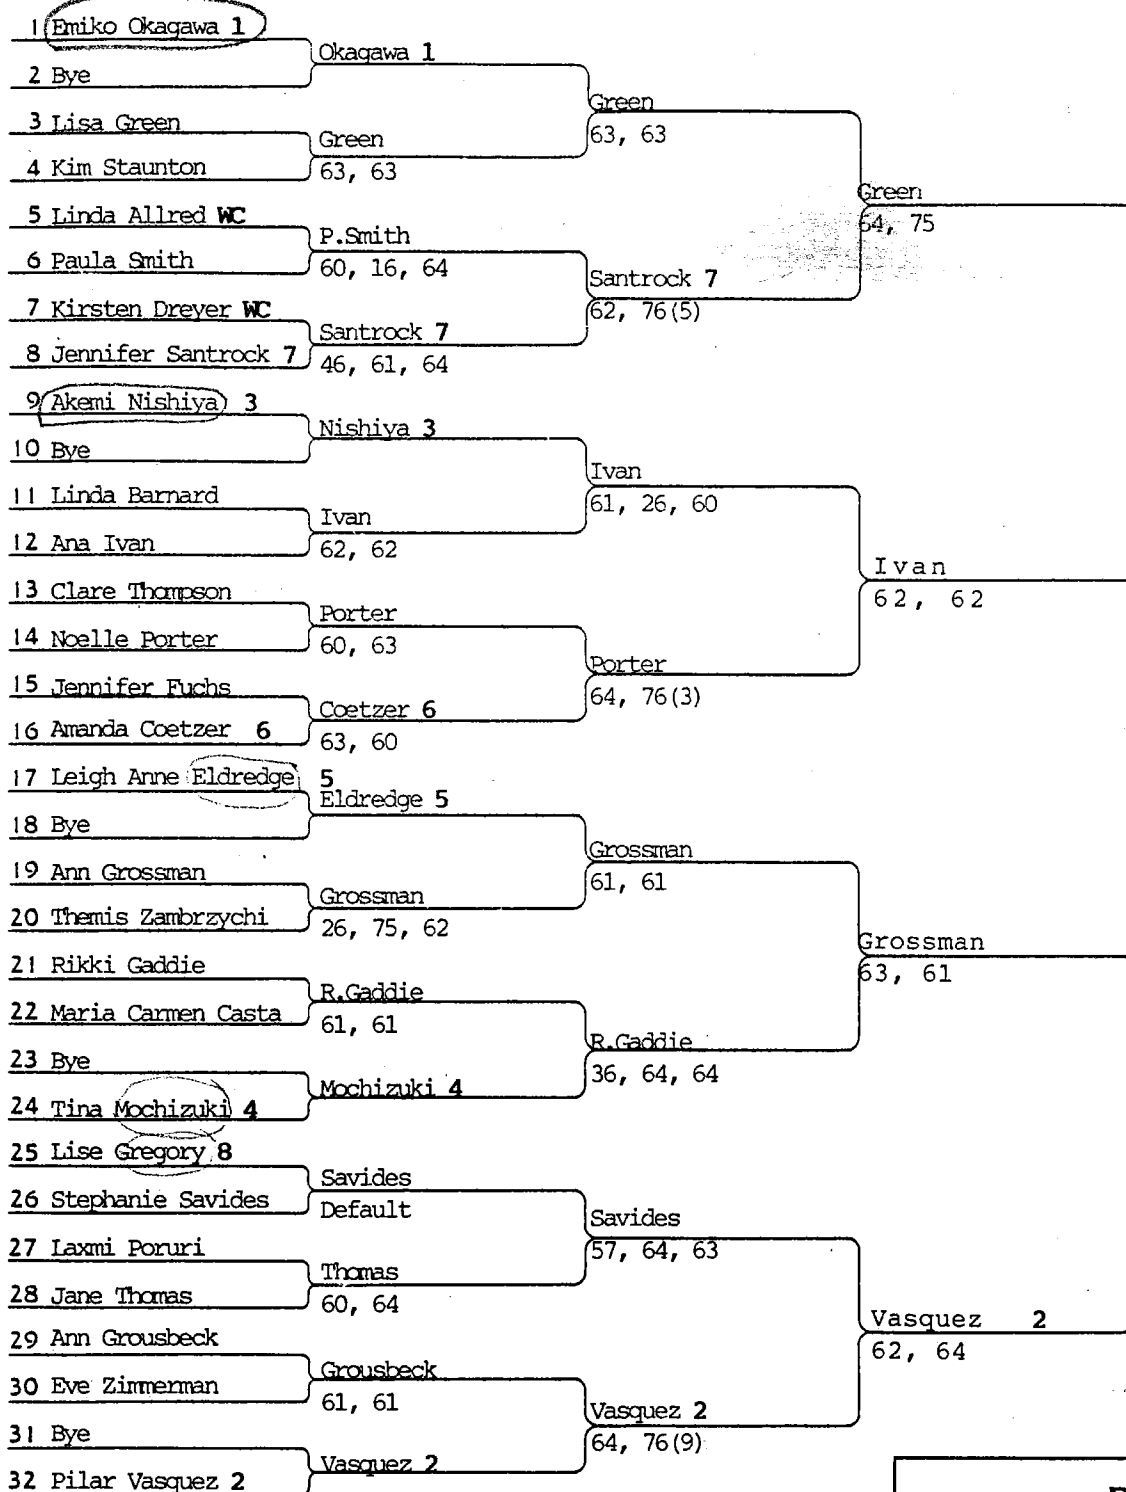 1 Emiko Okagawa 1
2 Bye
3 Lisa Green
4 Kim Staunton
5 Linda Allred WC
6 Paula Smith
7 Kirsten Dreyer WC
8 Jennifer Santrock 7
9 Akemi Nishiya 3
10 Bye
11 Linda Barnard
12 Ana Ivan
13 Clare Thompson
14 Noelle Porter
15 Jennifer Fuchs
16 Amanda Coetzer 6
17 Leigh Anne Eldredge 5
18 Bye
19 Ann Grossman
20 Themis Zambrzychi
21 Rikki Gaddie
22 Maria Carmen Casta
23 Bye
24 Tina Mochizuki 4
25 Lise Gregory 8
26 Stephanie Savides
27 Laxmi Poruri
28 Jane Thomas
29 Ann Grousbeck
30 Eve Zimmerman
31 Bye
32 Pilar Vasquez 2
Okagawa 1
Green
63, 63
P.Smith
60, 16, 64
Santrock 7
46, 61, 64
Nishiya 3
Ivan
62, 62
Porter
60, 63
Coetzer 6
63, 60
Eldredge 5
Grossman
26, 75, 62
R.Gaddie
61, 61
Mochizuki 4
Savides
Default
Thomas
60, 64
Grousbeck
61, 61
Vasquez 2
Green
63, 63
Santrock 7
62, 76(5)
Ivan
61, 26, 60
Porter
64, 76(3)
Grossman
61, 61
R.Gaddie
36, 64, 64
Savides
57, 64, 63
Vasquez 2
64, 76(9)
Green
64, 75
Ivan
62, 62
Grossman
63, 61
Vasquez 2
62, 64